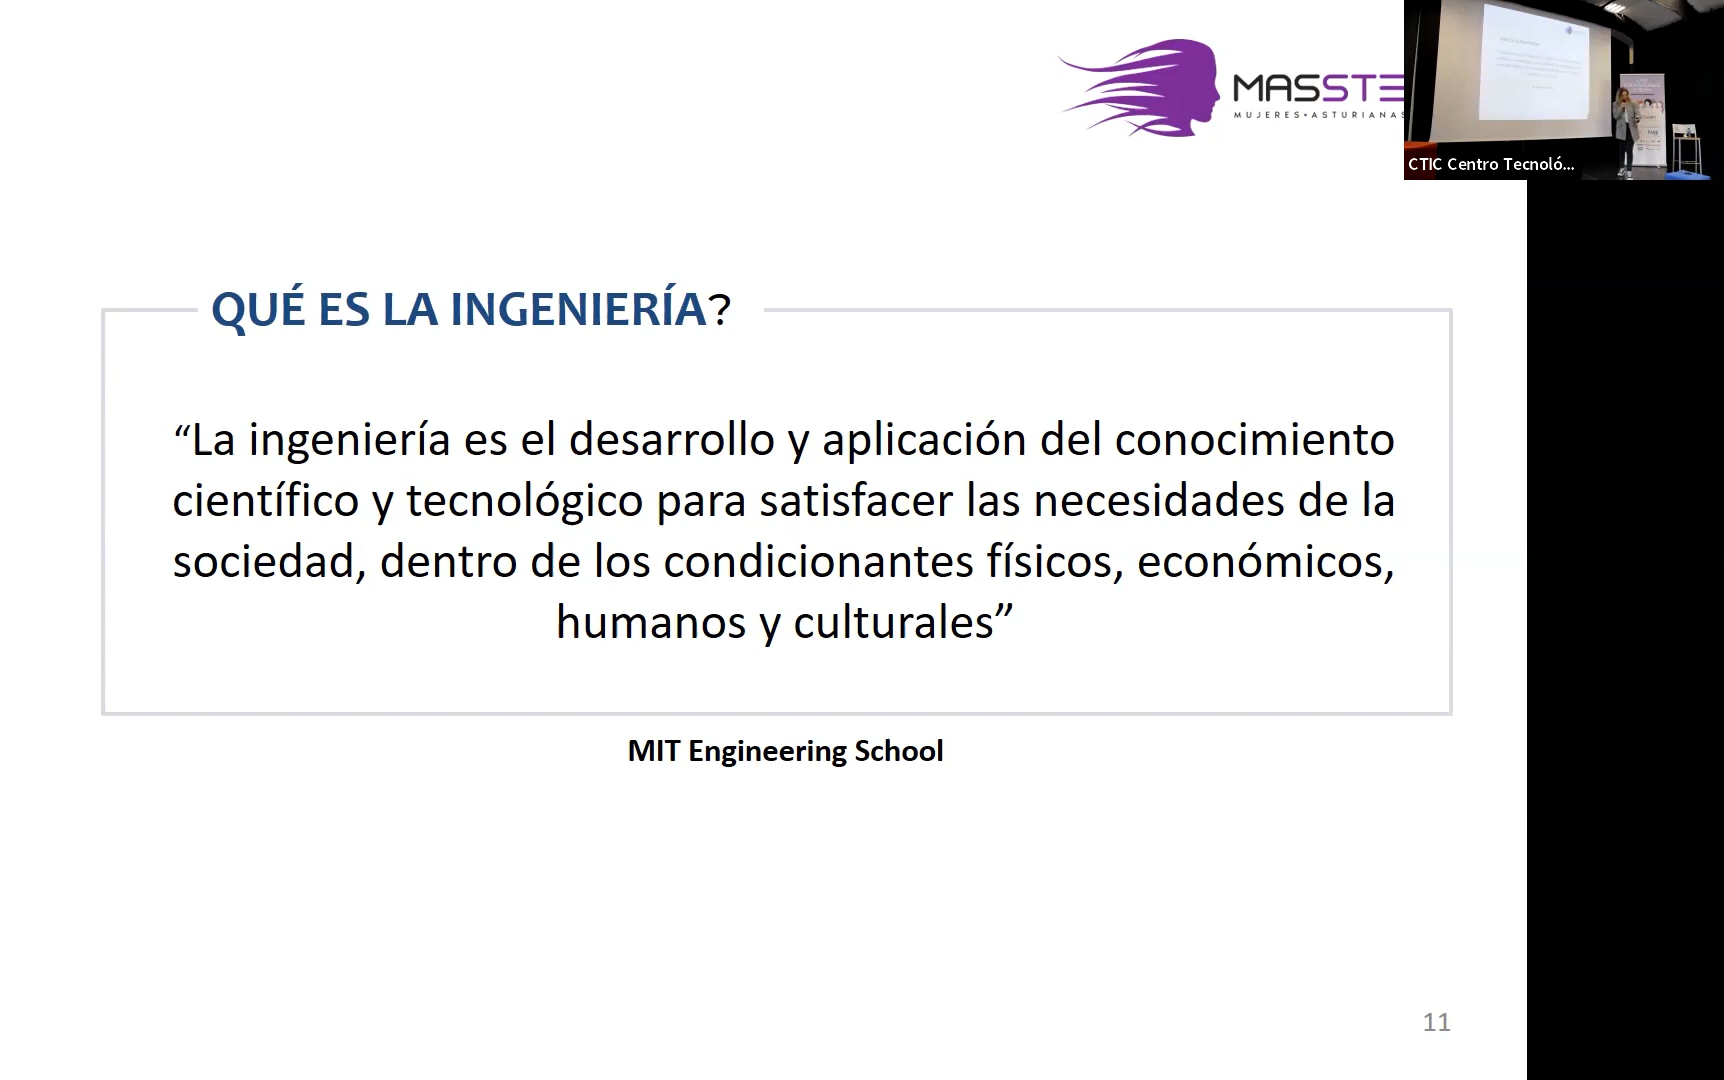 MASSTE
MUJERES•ASTURIANAS
CTIC Centro Tecnoló...
QUÉ ES LA INGENIERÍA?
“La ingeniería es el desarrollo y aplicación del conocimiento
científico y tecnológico para satisfacer las necesidades de la
sociedad, dentro de los condicionantes físicos, económicos,
humanos y culturales”
MIT Engineering School
11